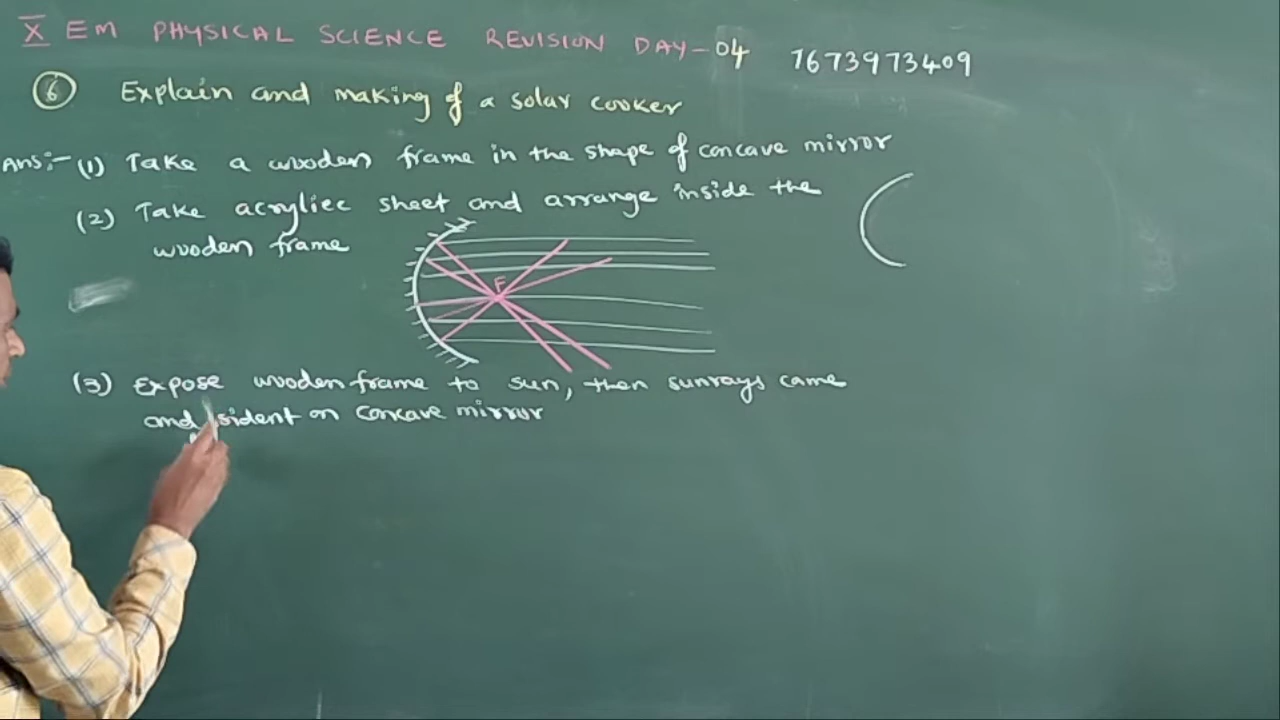 X EM PHYSICAL SCIENCE REVISION DAY-04 7673973409
6 Explain and making of a solar cooker
Ans:- (1) Take a wooden frame in the shape of concave mirror
(2) Take acryliec sheet and arrange inside the
wooden frame
F
(3) Expose wooden frame to sun, then sunrays came
and on concave mirror